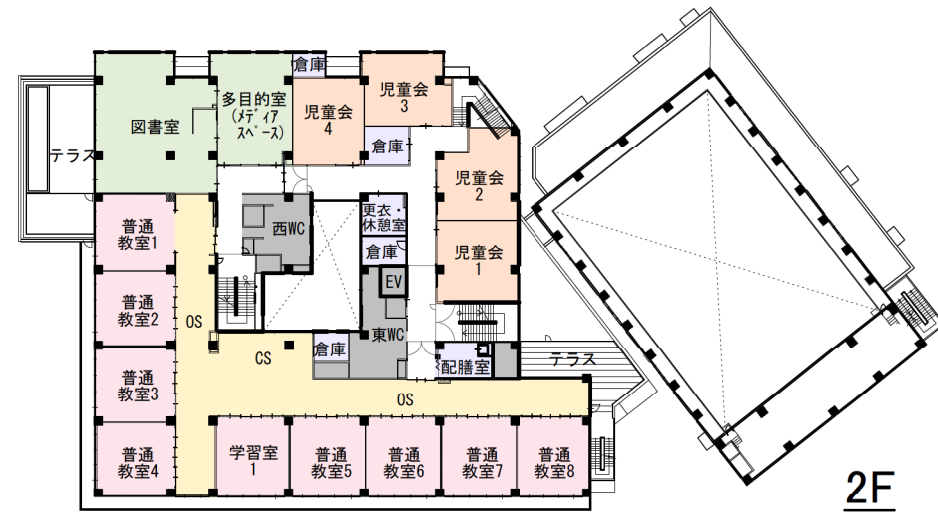 倉庫
多目的室
(ﾒﾃﾞｨｱ
ｽﾍﾟｰｽ)
児童会
3
児童会
4
図書室
テラス
倉庫
児童会
2
普通
教室1
更衣・
休憩室
西WC
倉庫
児童会
1
EV
普通
教室2
OS
東WC
CS
倉庫
配膳室
テラス
普通
教室3
OS
普通
教室4
学習室
1
普通
教室5
普通
教室6
普通
教室7
普通
教室8
2F